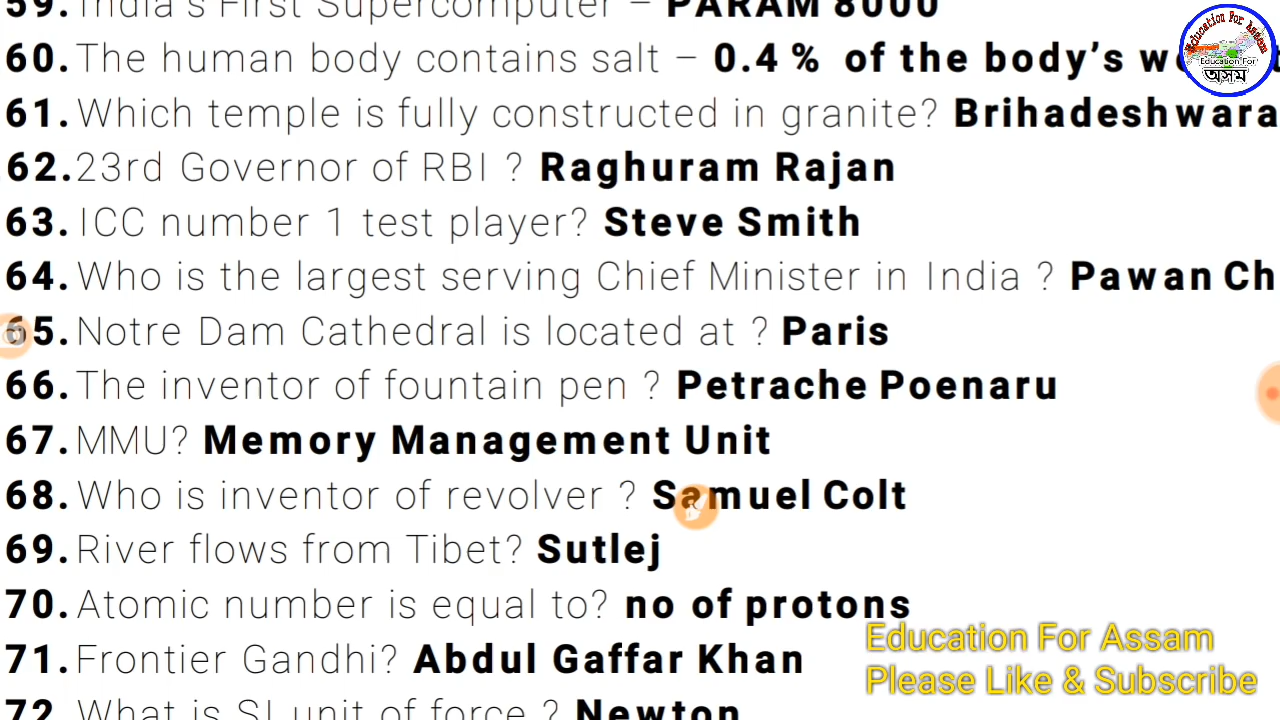 59. India's First Supercomputer – PARAM 8000
60. The human body contains salt – 0.4 % of the body's
61. Which temple is fully constructed in granite? Brihadeshwara
62. 23rd Governor of RBI ? Raghuram Rajan
63. ICC number 1 test player? Steve Smith
64. Who is the largest serving Chief Minister in India ? Pawan Ch
65. Notre Dam Cathedral is located at ? Paris
66. The inventor of fountain pen ? Petrache Poenaru
67. MMU? Memory Management Unit
68. Who is inventor of revolver ? Samuel Colt
69. River flows from Tibet? Sutlej
70. Atomic number is equal to? no of protons
71. Frontier Gandhi? Abdul Gaffar Khan
72. What is SI unit of force ? Newton
Education For Assam
Education For
অসম
Education For Assam
Please Like & Subscribe